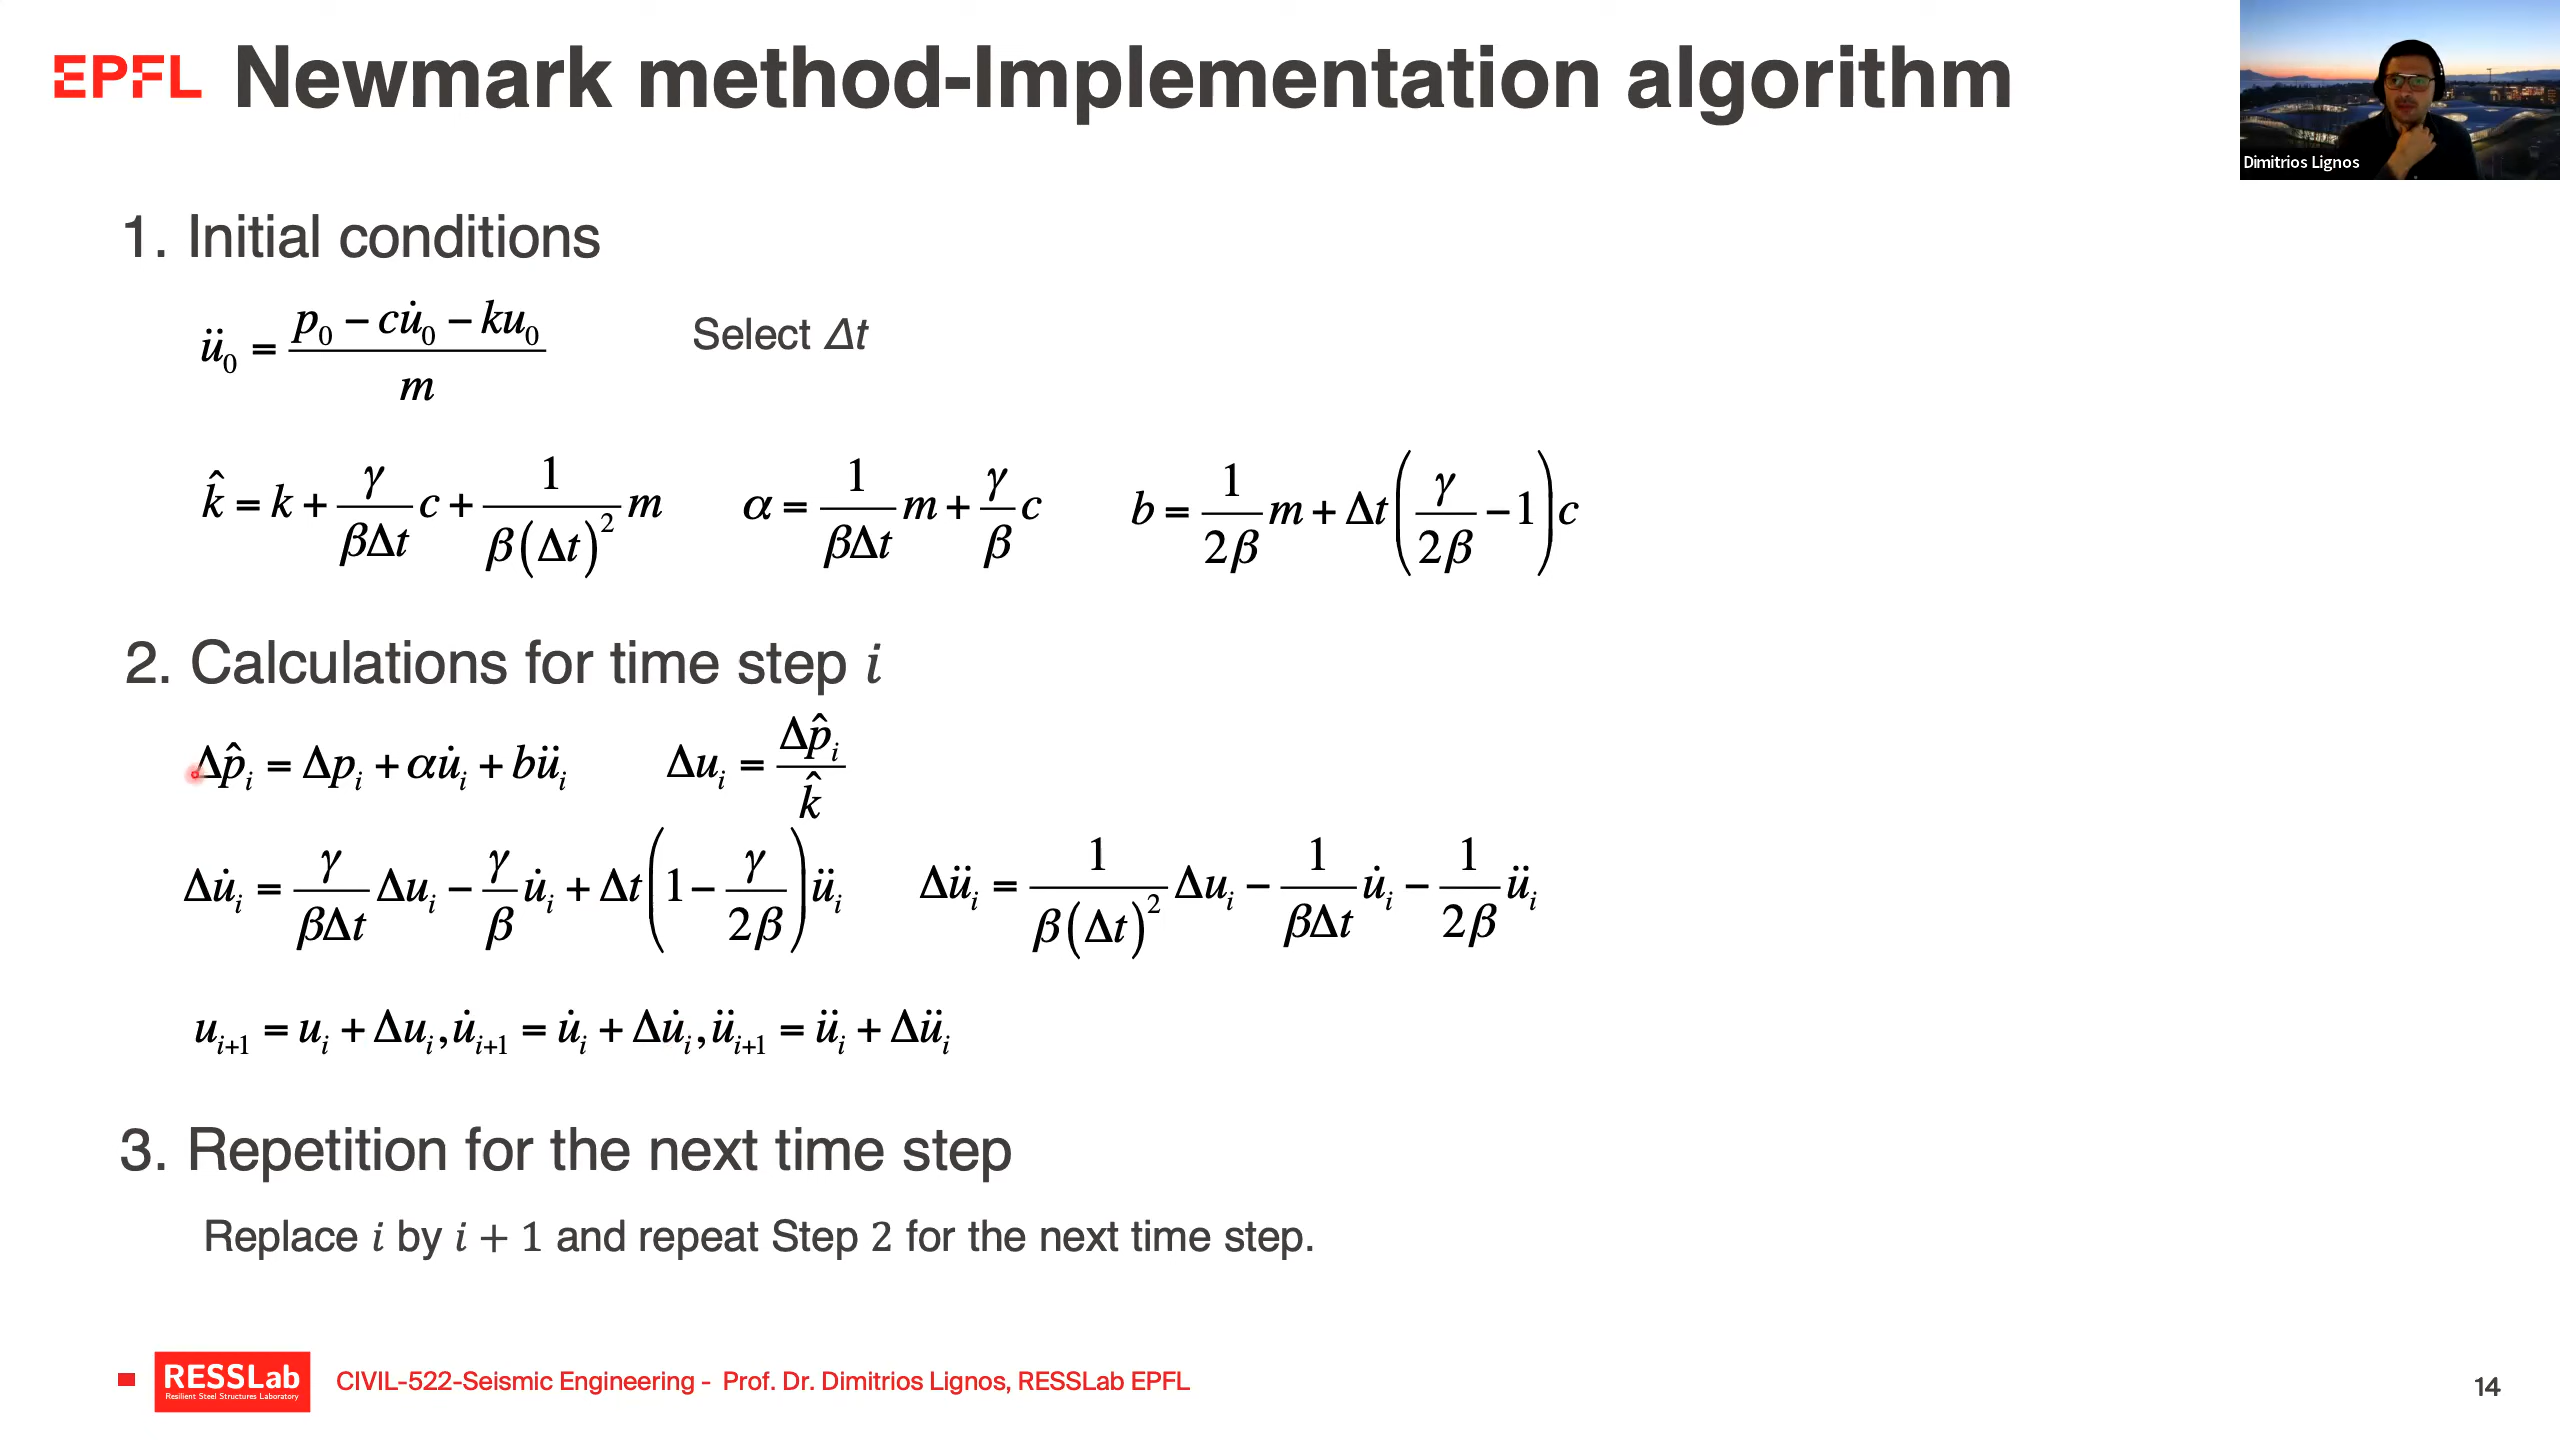 EPFL Newmark method-Implementation algorithm
Dimitrios Lignos
1. Initial conditions
ü₀ = (p₀ − cu̇₀ − ku₀) / m Select Δt
k̂ = k + γ/(βΔt) c + 1/(β(Δt)²) m α = 1/(βΔt) m + γ/β c b = 1/(2β) m + Δt(γ/(2β) − 1)c
2. Calculations for time step i
Δp̂ᵢ = Δpᵢ + αu̇ᵢ + büᵢ Δuᵢ = Δp̂ᵢ / k̂
Δu̇ᵢ = γ/(βΔt) Δuᵢ − γ/β u̇ᵢ + Δt(1 − γ/(2β))üᵢ Δüᵢ = 1/(β(Δt)²) Δuᵢ − 1/(βΔt) u̇ᵢ − 1/(2β) üᵢ
uᵢ₊₁ = uᵢ + Δuᵢ, u̇ᵢ₊₁ = u̇ᵢ + Δu̇ᵢ, üᵢ₊₁ = üᵢ + Δüᵢ
3. Repetition for the next time step
Replace i by i + 1 and repeat Step 2 for the next time step.
RESSLab
Resilient Steel Structures Laboratory
CIVIL-522-Seismic Engineering - Prof. Dr. Dimitrios Lignos, RESSLab EPFL
14